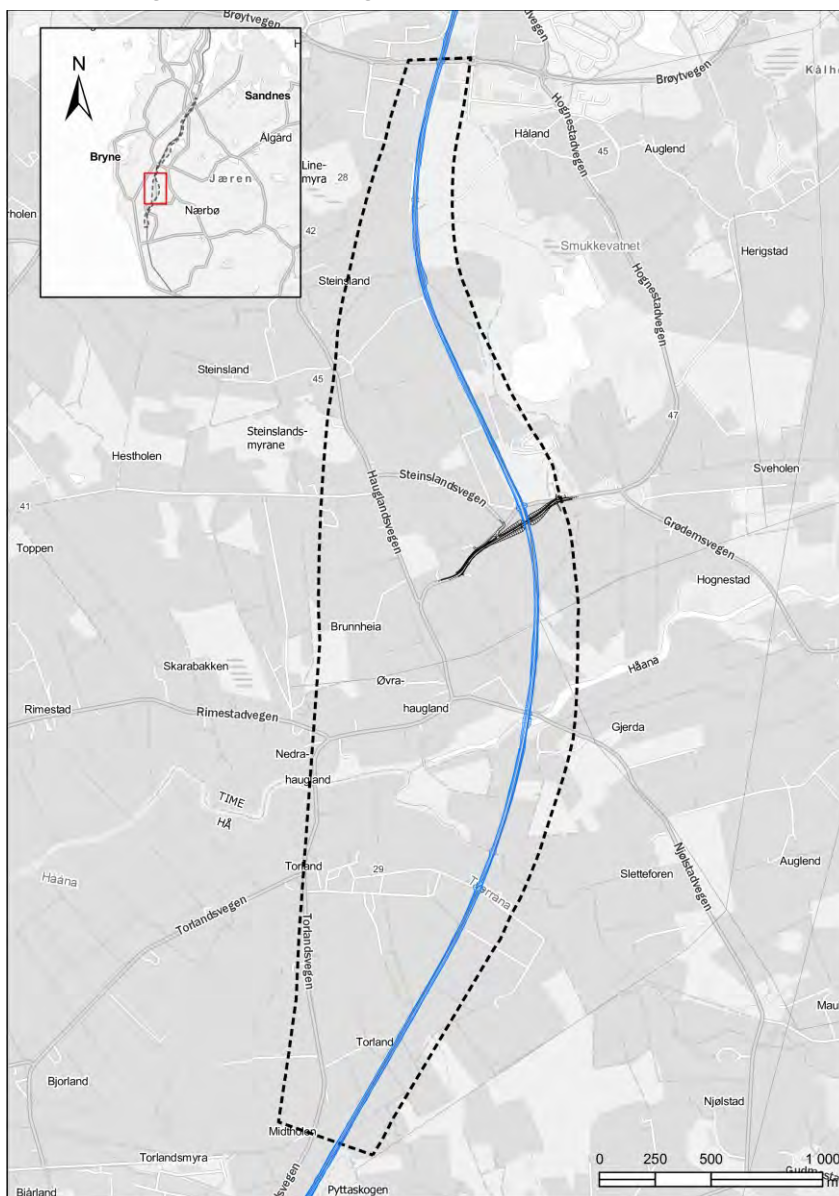 Brøytvegen
N
Sandnes
Ålgård
Bryne
Jæren
Nærbø
Brøytvegen
Hognestadvegen
Håland
45
Auglend
Line-
myra
28
42
Smukkevatnet
Herigstad
Steinsland
Hognestadvegen
Steinsland
45
47
Steinslands-
myrane
Hestholen
Steinslandsvegen
Sveholen
41
Hauglandsvegen
Toppen
Grødemsvegen
Hognestad
Brunnheia
Skarabakken
Håana
Øvra-
haugland
Rimestad
Rimestadvegen
Gjerda
Nedra-
haugland
TIME
HÅ
Håana
Njølstadvegen
Torland
29
Auglend
Sletteforen
Tverråna
Torlandsvegen
Torlandsvegen
Torland
Bjorland
Njølstad
Midtholen
Torlandsmyra
0 250 500 1 000
m
Pyttaskogen